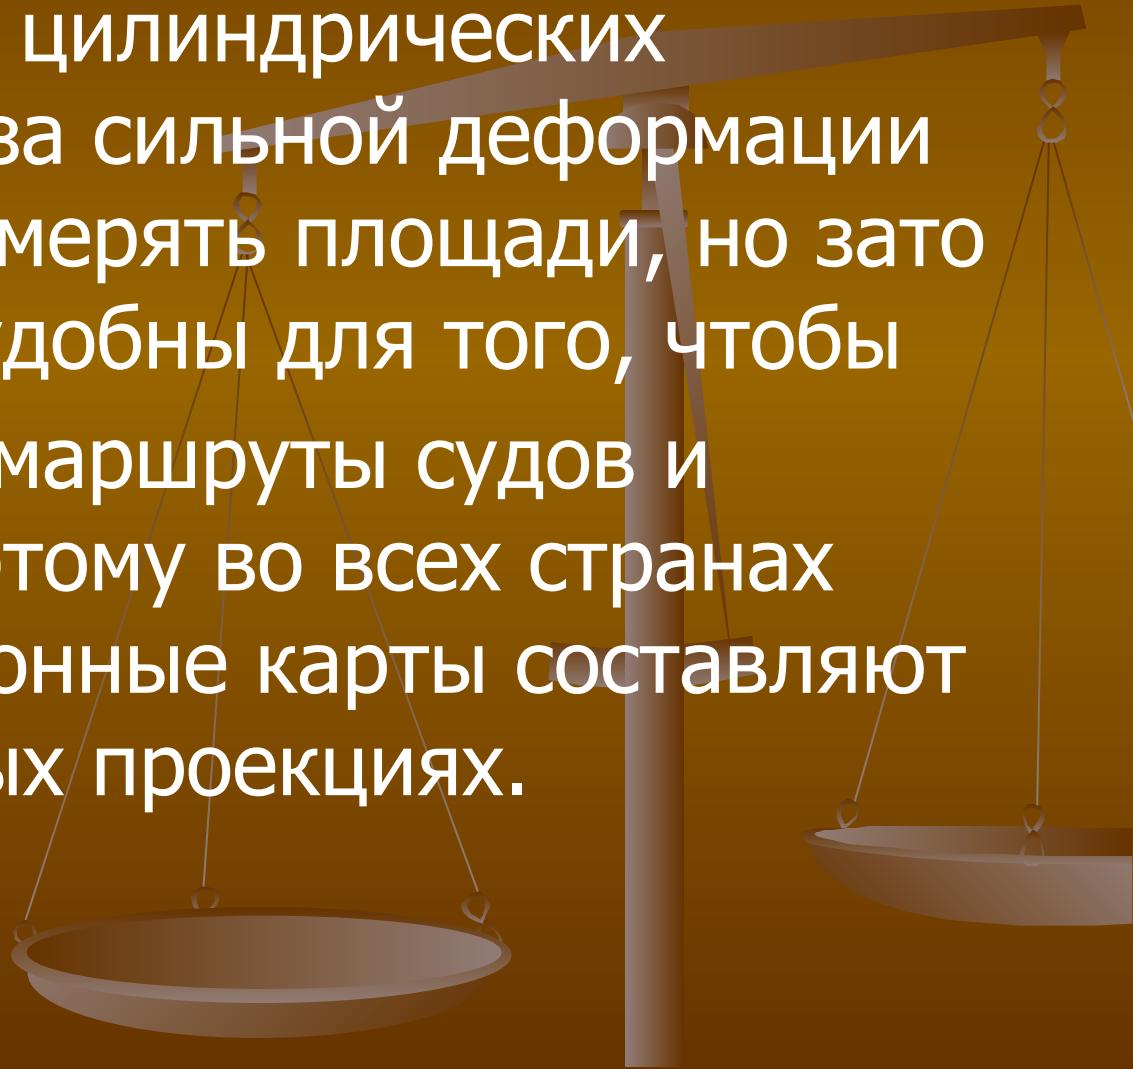 цилиндрических
за сильной деформации
мерять площади, но зато
добны для того, чтобы
маршруты судов и
этому во всех странах
онные карты составляют
ых проекциях.